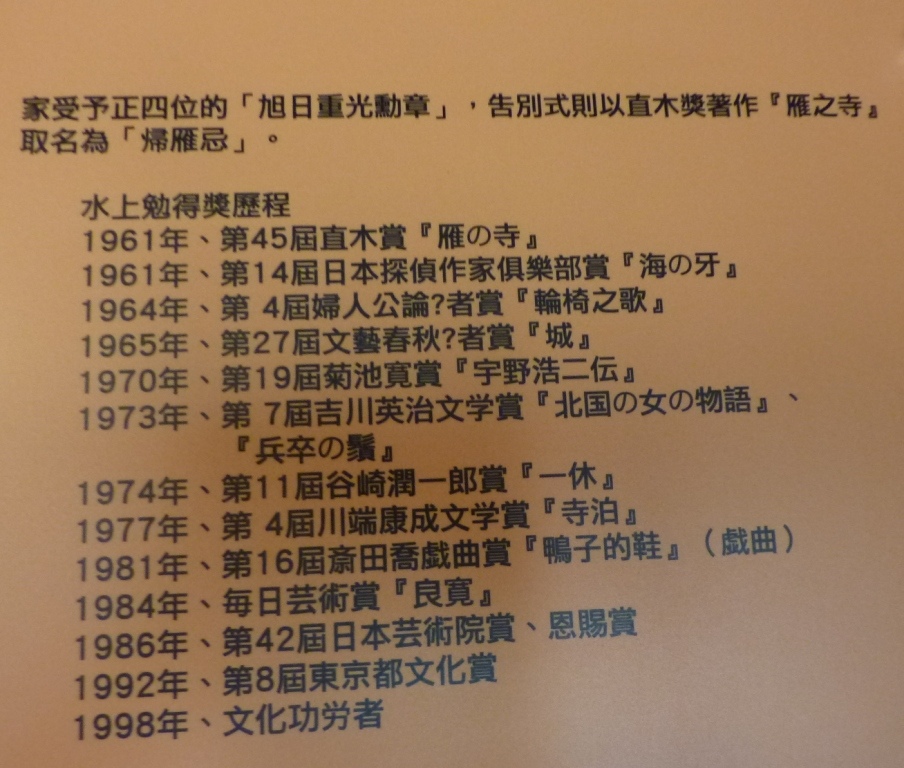 家受予正四位的「旭日重光勳章」，告別式則以直木獎著作『雁之寺』
取名為「帰雁忌」。
水上勉得獎歷程
1961年、第45屆直木賞『雁の寺』
1961年、第14屆日本探偵作家俱樂部賞『海の牙』
1964年、第 4屆婦人公論?者賞『輪椅之歌』
1965年、第27屆文藝春秋?者賞『城』
1970年、第19屆菊池寛賞『宇野浩二伝』
1973年、第 7屆吉川英治文学賞『北国の女の物語』、
『兵卒の鬚』
1974年、第11屆谷崎潤一郎賞『一休』
1977年、第 4屆川端康成文学賞『寺泊』
1981年、第16屆斎田喬戯曲賞『鴨子的鞋』（戯曲）
1984年、毎日芸術賞『良寛』
1986年、第42屆日本芸術院賞、恩賜賞
1992年、第8屆東京都文化賞
1998年、文化功労者